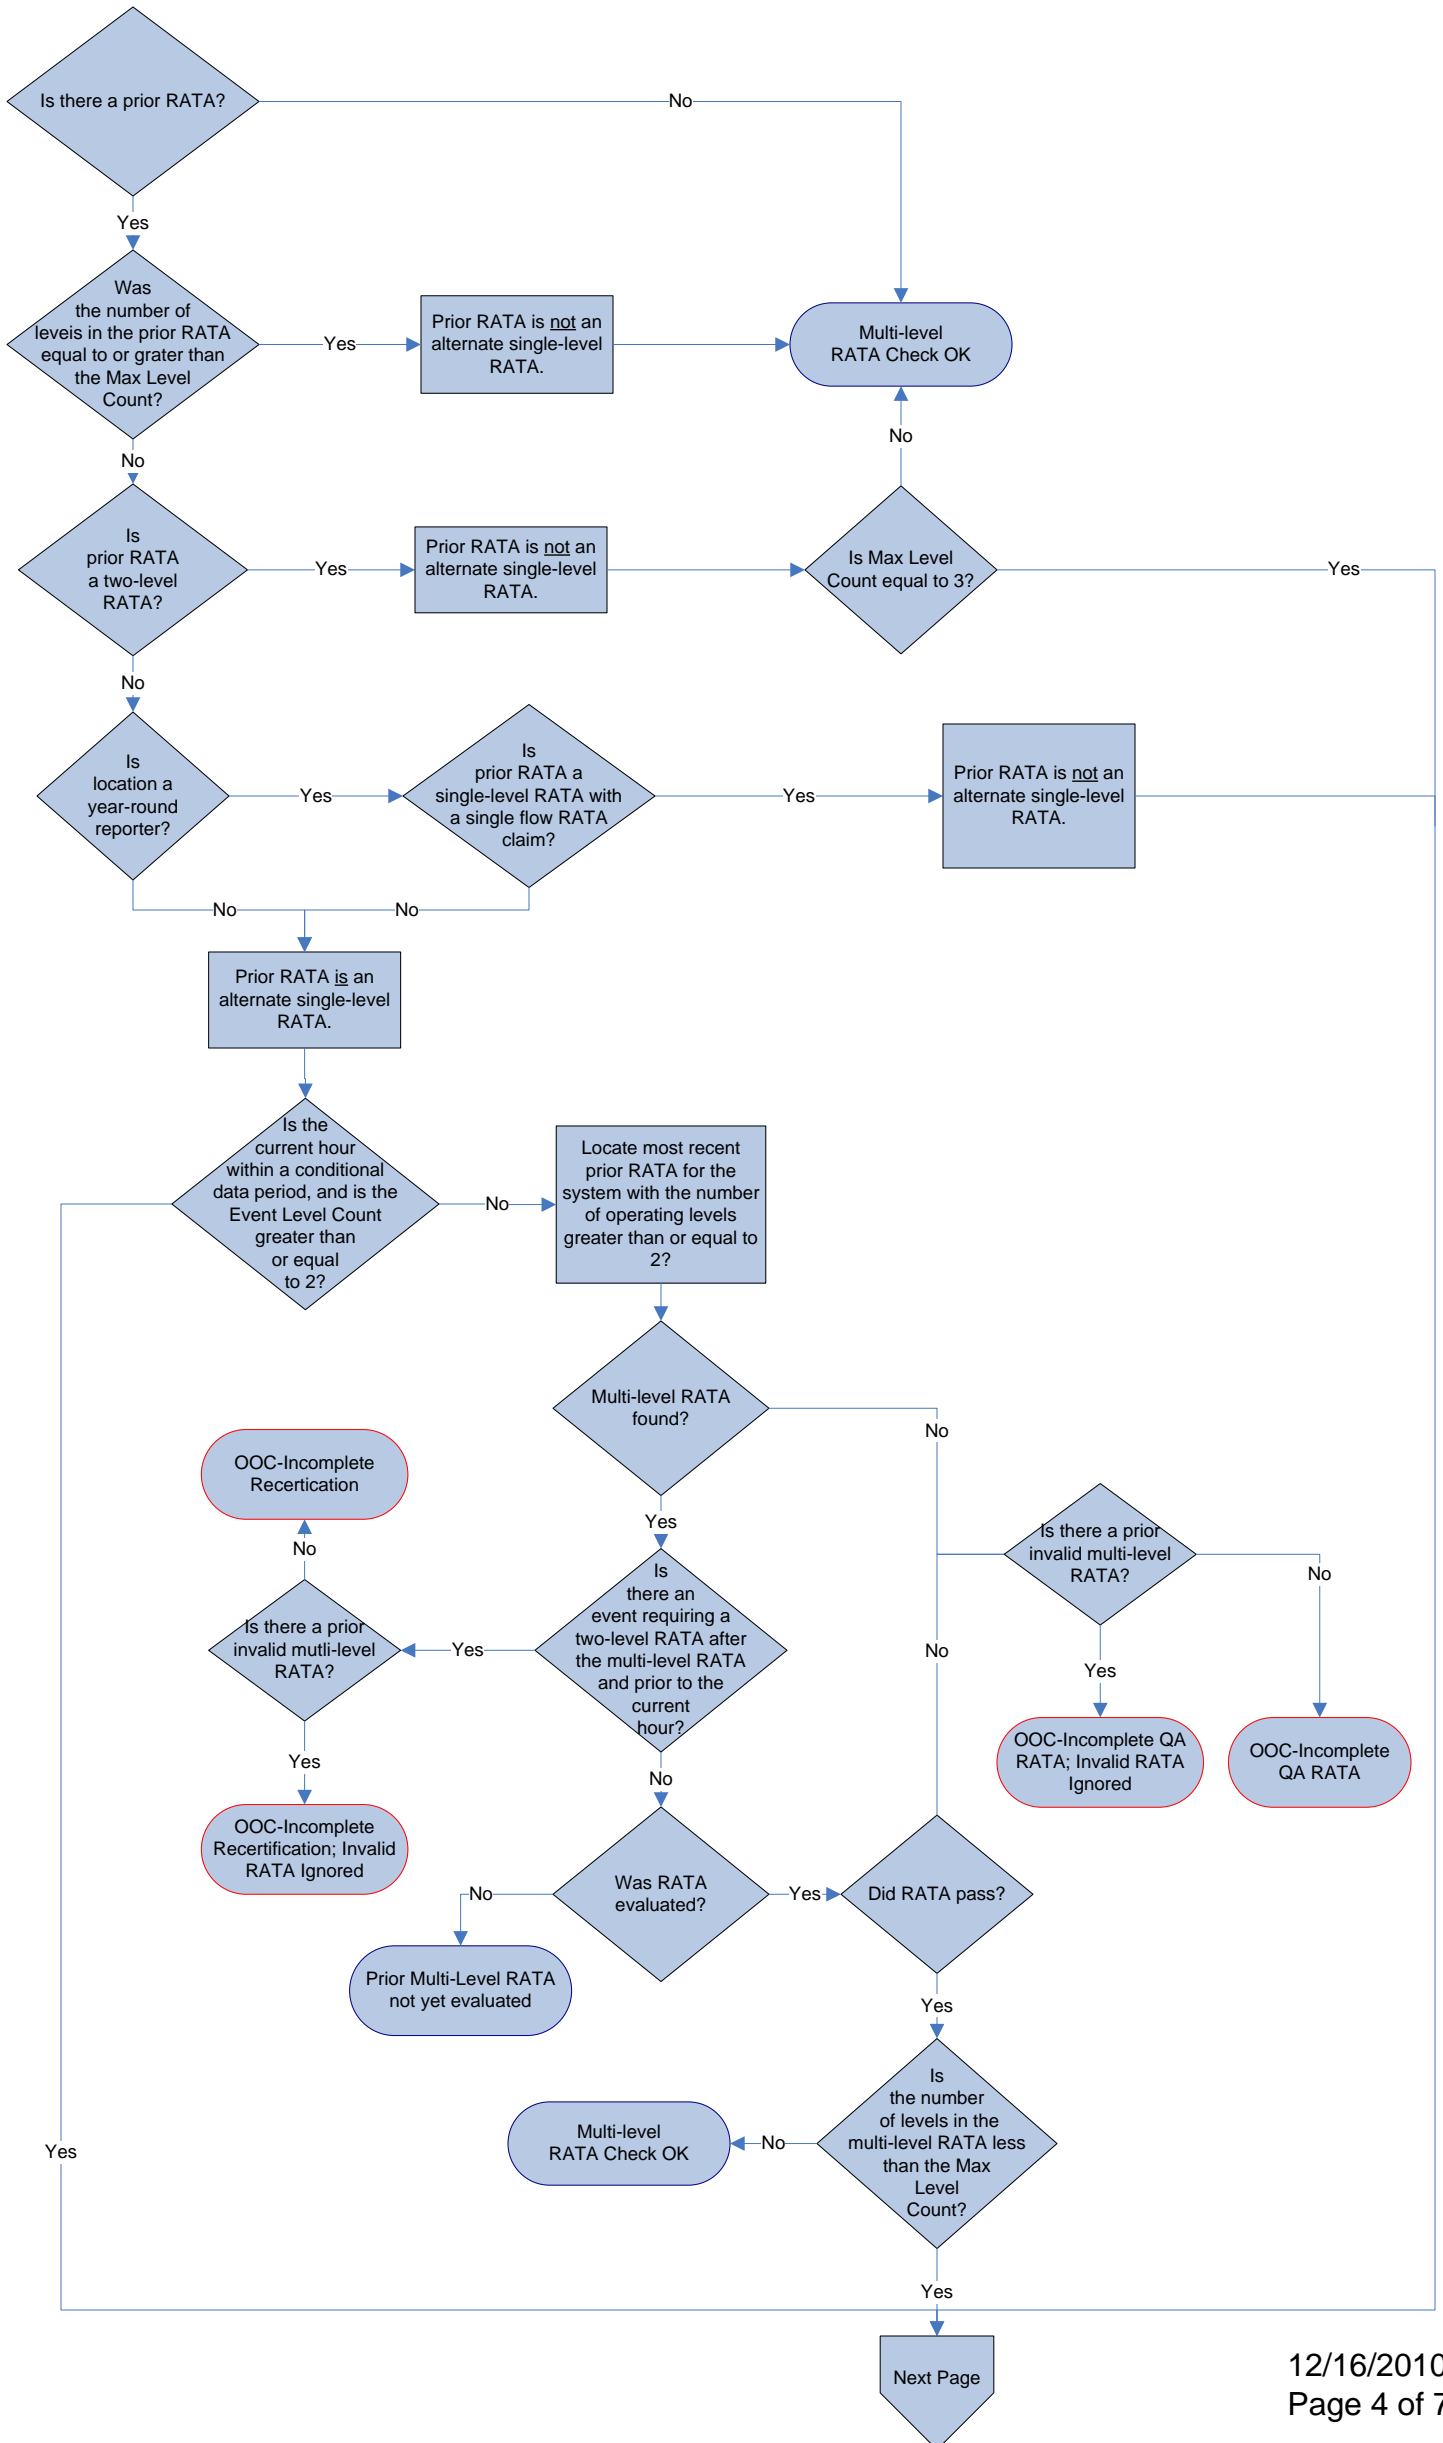 Is there a prior RATA?
No
Yes
Was
the number of
leveis in the prior RATA
equal to or grater than
the Max Level
Count?
Yes
Prior RATA is not an
alternate single-level
RATA.
Multi-level
RATA Check OK
No
No
Is
prior RATA
a two-level
RATA?
Yes
Prior RATA is not an
alternate single-level
RATA.
Is Max Level
Count equal to 3?
Yes
No
Is
location a
year-round
reporter?
Yes
Is
prior RATA a
single-level RATA with
a single flow RATA
claim?
Yes
Prior RATA is not an
alternate single-level
RATA.
No
No
Prior RATA is an
alternate single-level
RATA.
Is the
current hour
within a conditional
data period, and is the
Event Level Count
greater than
or equal
to 2?
No
Locate most recent
prior RATA for the
system with the number
of operating levels
greater than or equal to
2?
Multi-level RATA
found?
No
OOC-Incomplete
Recertication
Yes
No
Is there a prior
invalid mutli-level
RATA?
Yes
Is
there an
event requiring a
two-level RATA after
the multi-level RATA
and prior to the
current
hour?
Is there a prior
invalid multi-level
RATA?
No
No
Yes
Yes
OOC-Incomplete
Recertification; Invalid
RATA Ignored
No
OOC-Incomplete QA
RATA; Invalid RATA
Ignored
OOC-Incomplete
QA RATA
No
Was RATA
evaluated?
Yes
Did RATA pass?
Prior Multi-Level RATA
not yet evaluated
Yes
Is
the number
of levels in the
multi-level RATA less
than the Max
Level
Count?
No
Multi-level
RATA Check OK
Yes
Yes
Next Page
12/16/2010
Page 4 of 7